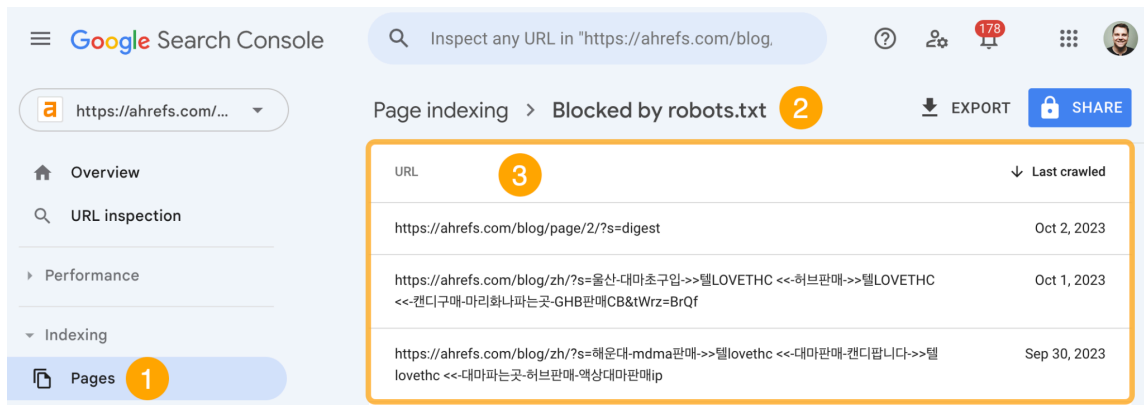 Google Search Console
Inspect any URL in "https://ahrefs.com/blog,
178
https://ahrefs.com/...
Page indexing > Blocked by robots.txt 2
EXPORT
SHARE
Overview
URL inspection
Performance
Indexing
Pages 1
URL 3
Last crawled
https://ahrefs.com/blog/page/2/?s=digest
Oct 2, 2023
https://ahrefs.com/blog/zh/?s=울산-대마초구입->>텔LOVETHC <<-허브판매->>텔LOVETHC
<<-캔디구매-마리화나파는곳-GHB판매CB&tWrz=BrQf
Oct 1, 2023
https://ahrefs.com/blog/zh/?s=해운대-mdma판매->>텔lovethc <<-대마판매-캔디팝니다->>텔
lovethc <<-대마파는곳-허브판매-액상대마판매ip
Sep 30, 2023